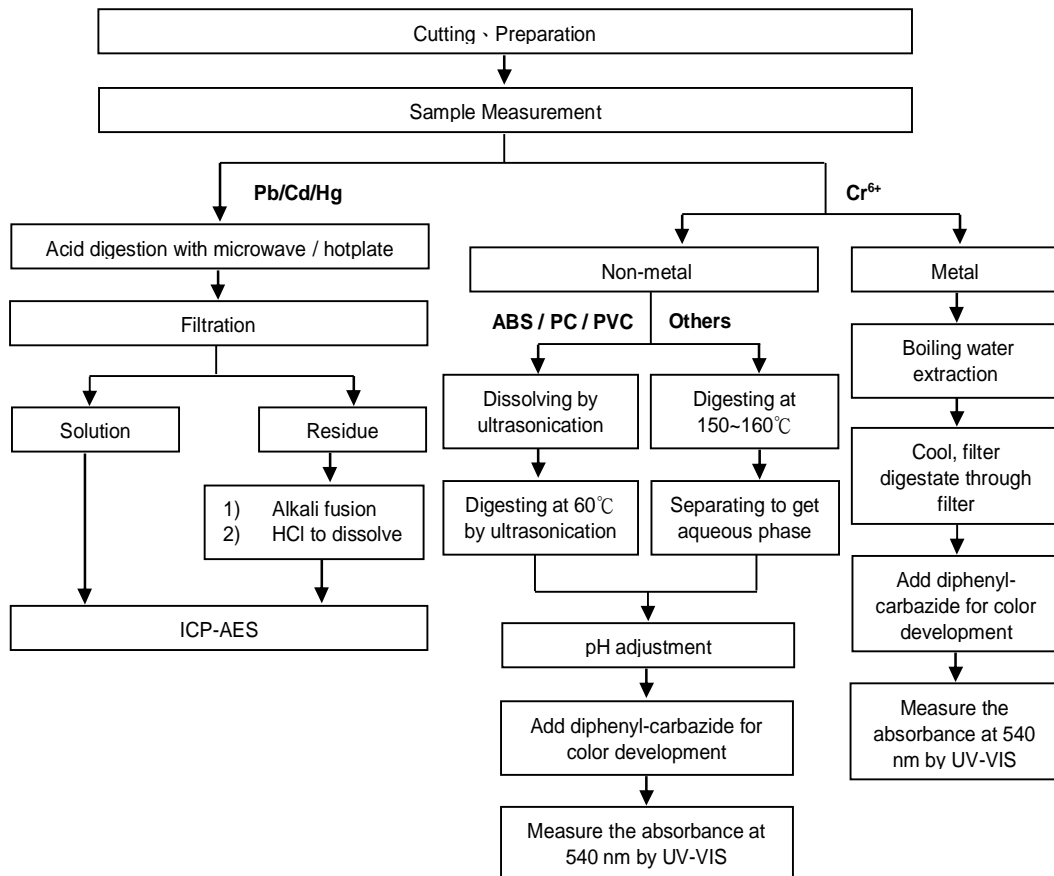 Cutting、Preparation
Sample Measurement
Pb/Cd/Hg
Cr⁶⁺
Acid digestion with microwave / hotplate
Filtration
Solution
Residue
1) Alkali fusion
2) HCl to dissolve
ICP-AES
Non-metal
ABS / PC / PVC
Others
Dissolving by
ultrasonication
Digesting at 60℃
by ultrasonication
Digesting at
150~160℃
Separating to get
aqueous phase
pH adjustment
Add diphenyl-carbazide for
color development
Measure the absorbance at
540 nm by UV-VIS
Metal
Boiling water
extraction
Cool, filter
digestate through
filter
Add diphenyl-
carbazide for color
development
Measure the
absorbance at 540
nm by UV-VIS